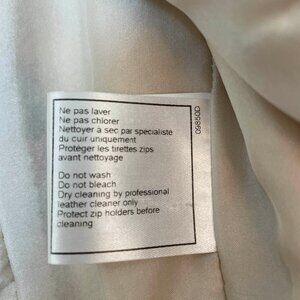 Ne pas laver
Ne pas chlorer
Nettoyer à sec par spécialiste
du cuir uniquement
Protéger les tirettes zips
avant nettoyage
Do not wash
Do not bleach
Dry cleaning by professional
leather cleaner only
Protect zip holders before
cleaning